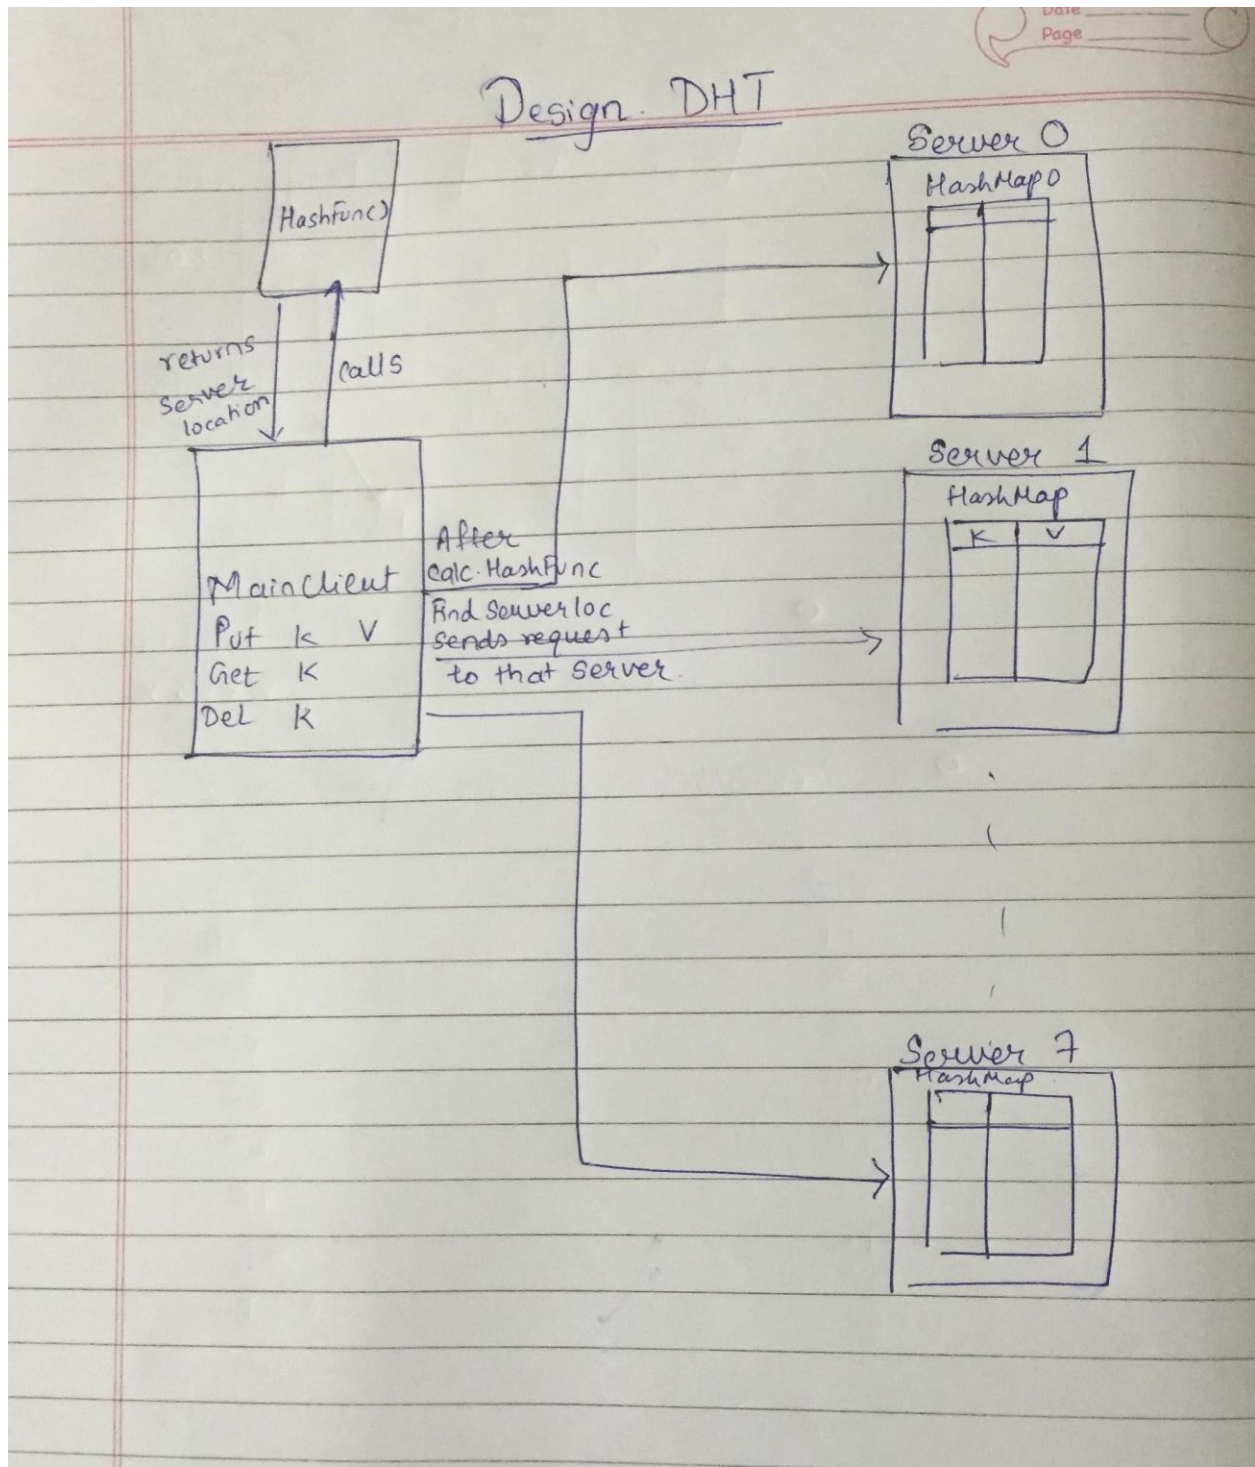 Date
Page
Design. DHT
HashFunc)
returns
server
location
calls
MainClient
Put K V
Get K
Del K
After
calc. HashFunc
Find Serverloc
sends request
to that Server.
Server 0
HashMap0
Server 1
HashMap
K V
Server 7
HashMap